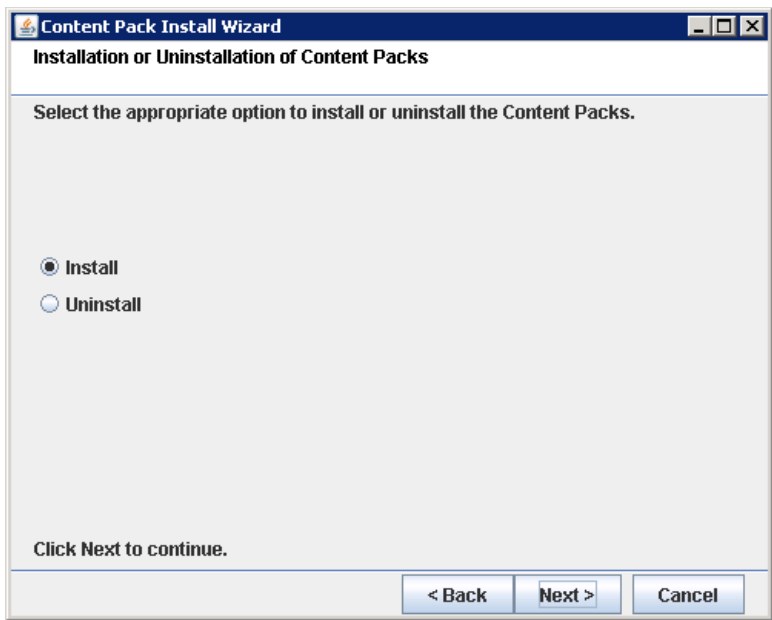 Content Pack Install Wizard
Installation or Uninstallation of Content Packs
Select the appropriate option to install or uninstall the Content Packs.
Install
Uninstall
Click Next to continue.
< Back Next > Cancel